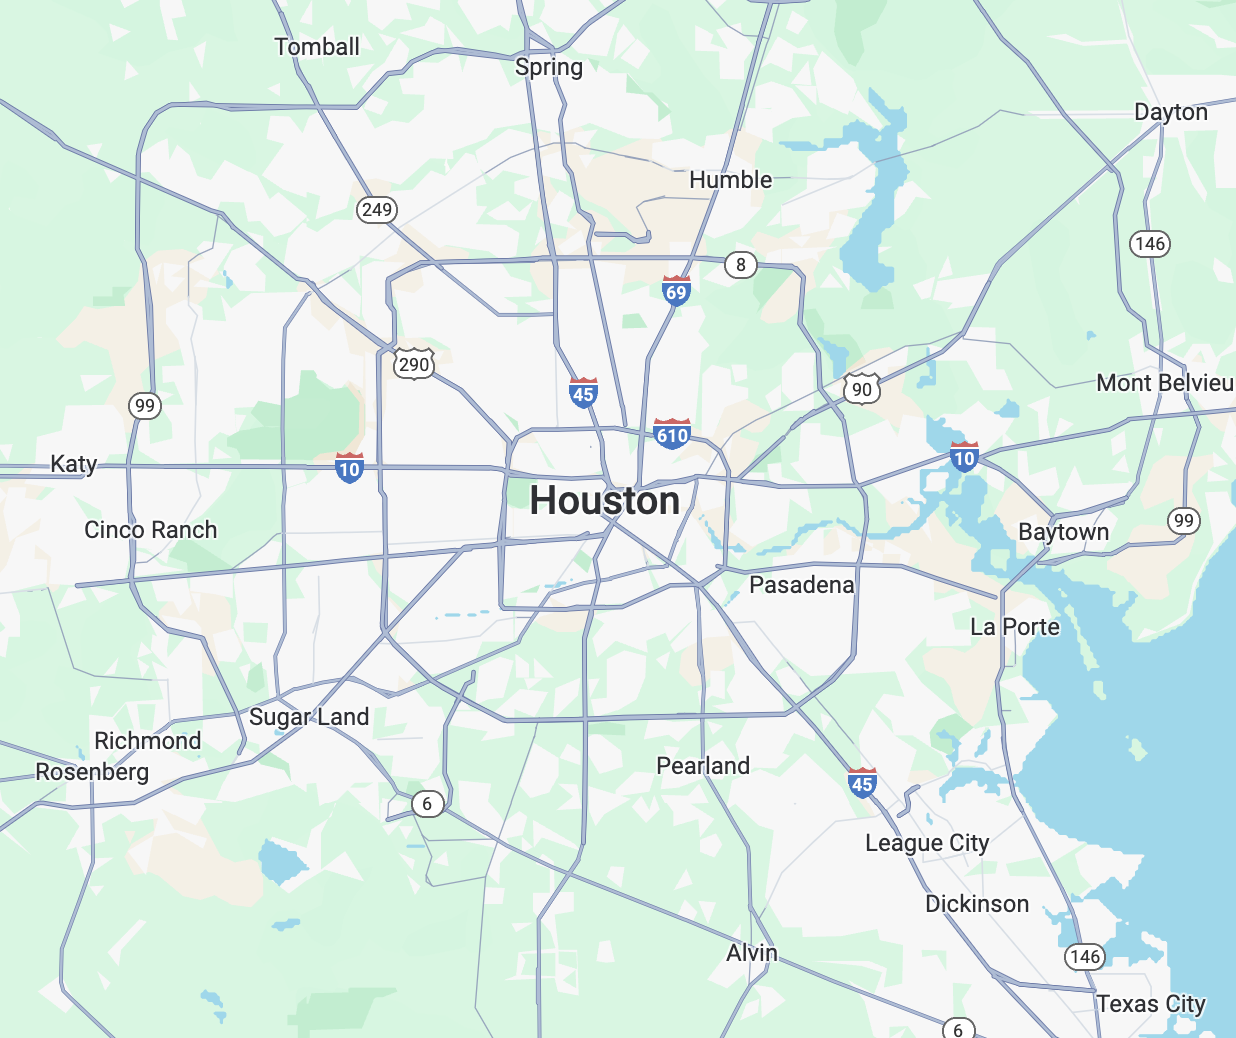 Tomball
Spring
Dayton
Humble
249
146
8
69
290
45
90
Mont Belvieu
99
610
Katy
10
10
Houston
99
Cinco Ranch
Baytown
Pasadena
La Porte
Sugar Land
Richmond
Pearland
Rosenberg
45
6
League City
Dickinson
Alvin
146
Texas City
6